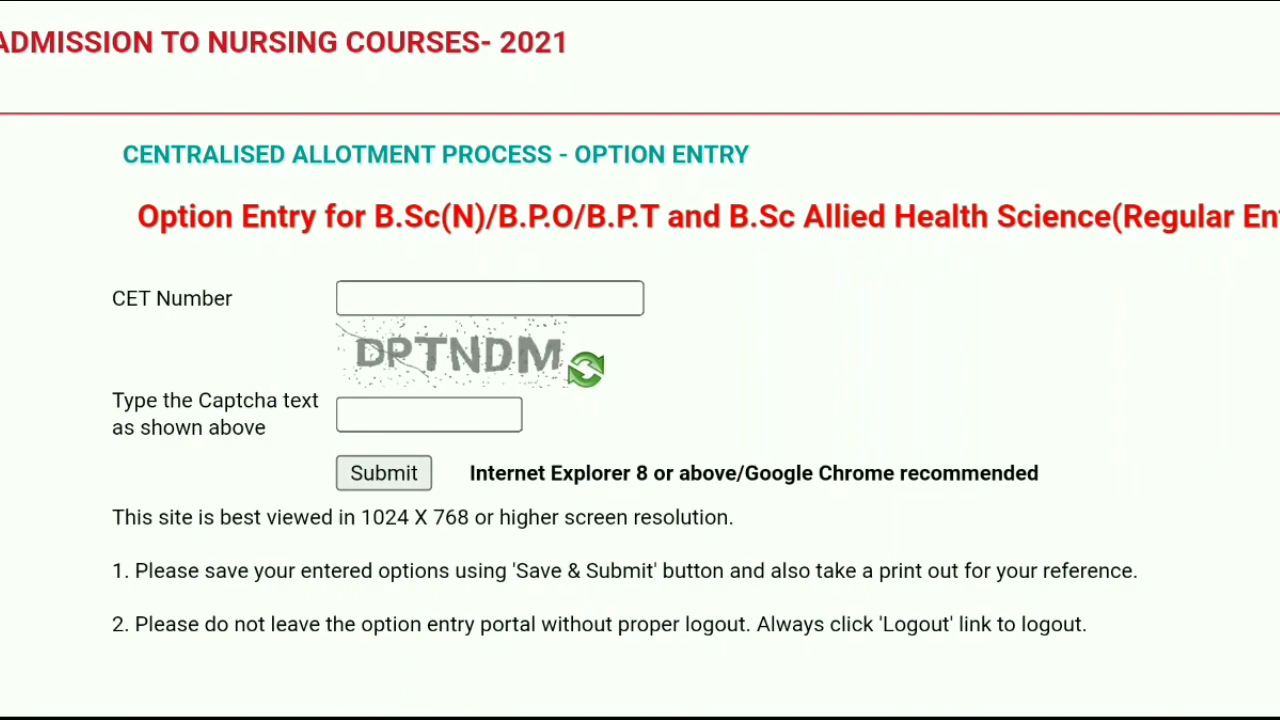 ADMISSION TO NURSING COURSES- 2021
CENTRALISED ALLOTMENT PROCESS - OPTION ENTRY
Option Entry for B.Sc(N)/B.P.O/B.P.T and B.Sc Allied Health Science(Regular En
CET Number
DPTNDM
Type the Captcha text
as shown above
Submit Internet Explorer 8 or above/Google Chrome recommended
This site is best viewed in 1024 X 768 or higher screen resolution.
1. Please save your entered options using 'Save & Submit' button and also take a print out for your reference.
2. Please do not leave the option entry portal without proper logout. Always click 'Logout' link to logout.